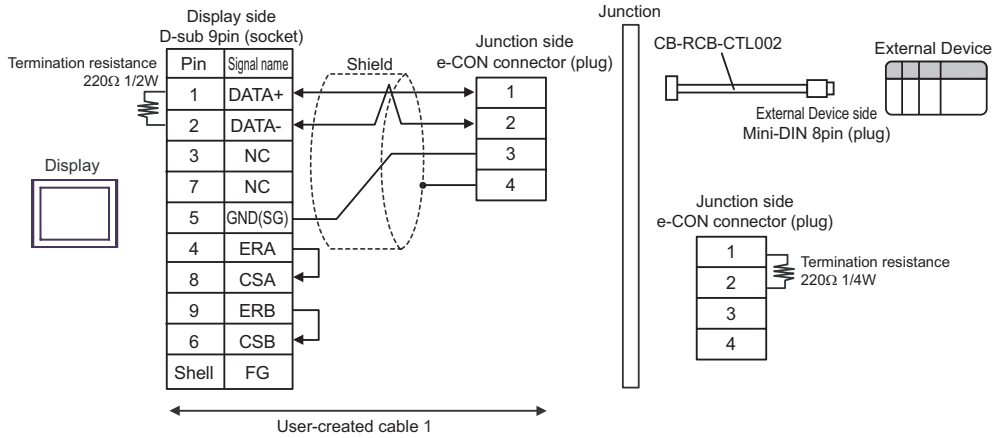 Display side
D-sub 9pin (socket)
Termination resistance
220Ω 1/2W
Pin Signal name
1 DATA+
2 DATA-
3 NC
7 NC
5 GND(SG)
4 ERA
8 CSA
9 ERB
6 CSB
Shell FG
Display
Shield
Junction side
e-CON connector (plug)
1
2
3
4
User-created cable 1
Junction
CB-RCB-CTL002
External Device
External Device side
Mini-DIN 8pin (plug)
Junction side
e-CON connector (plug)
1
2
3
4
Termination resistance
220Ω 1/4W